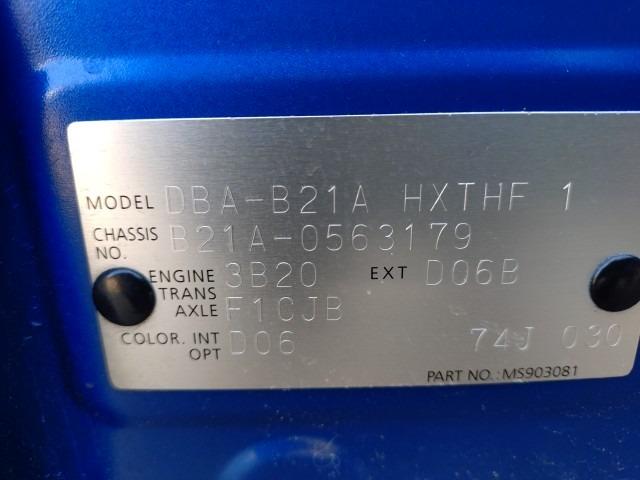 MODEL DBA-B21A HXTHF 1
CHASSIS NO. B21A-0563179
ENGINE 3B20 EXT D06B
TRANS AXLE F1CJB
COLOR. INT OPT D06 74J 030
PART NO.: MS903081